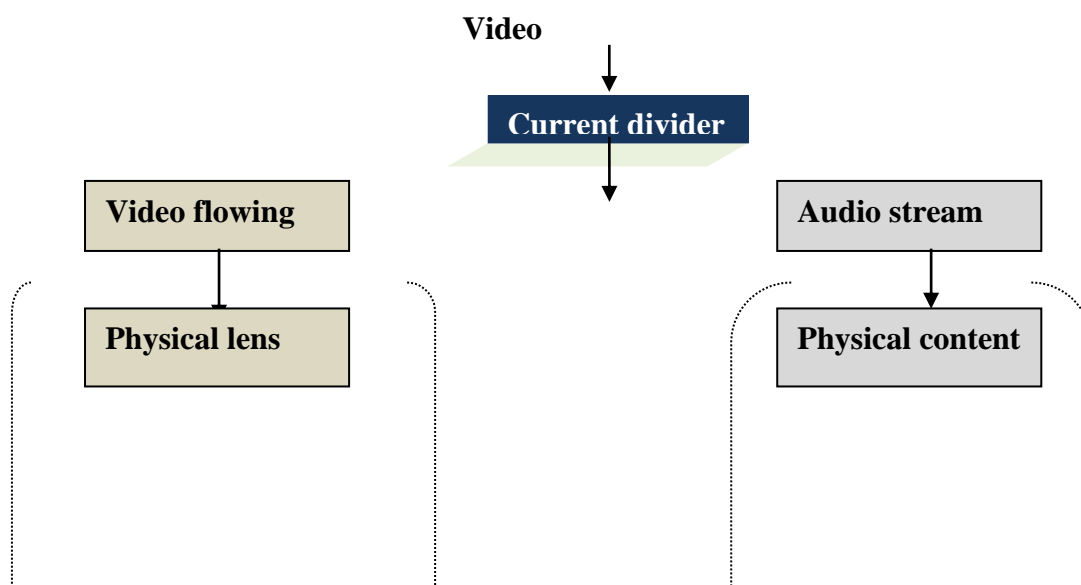 Video
Current divider
Video flowing
Audio stream
Physical lens
Physical content